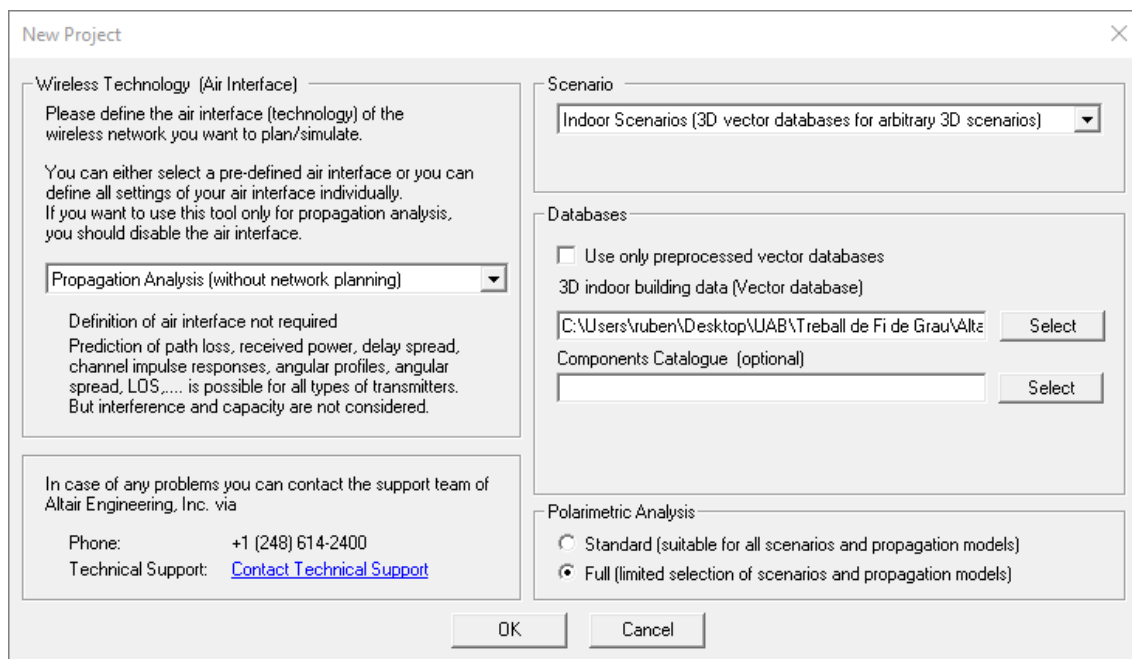 New Project
Wireless Technology (Air Interface)
Please define the air interface (technology) of the
wireless network you want to plan/simulate.
You can either select a pre-defined air interface or you can
define all settings of your air interface individually.
If you want to use this tool only for propagation analysis,
you should disable the air interface.
Propagation Analysis (without network planning)
Definition of air interface not required
Prediction of path loss, received power, delay spread,
channel impulse responses, angular profiles, angular
spread, LOS,.... is possible for all types of transmitters.
But interference and capacity are not considered.
In case of any problems you can contact the support team of
Altair Engineering, Inc. via
Phone: +1 (248) 614-2400
Technical Support: Contact Technical Support
Scenario
Indoor Scenarios (3D vector databases for arbitrary 3D scenarios)
Databases
Use only preprocessed vector databases
3D indoor building data (Vector database)
C:\Users\ruben\Desktop\UAB\Treball de Fi de Grau\Alta
Select
Components Catalogue (optional)
Select
Polarimetric Analysis
Standard (suitable for all scenarios and propagation models)
Full (limited selection of scenarios and propagation models)
OK
Cancel